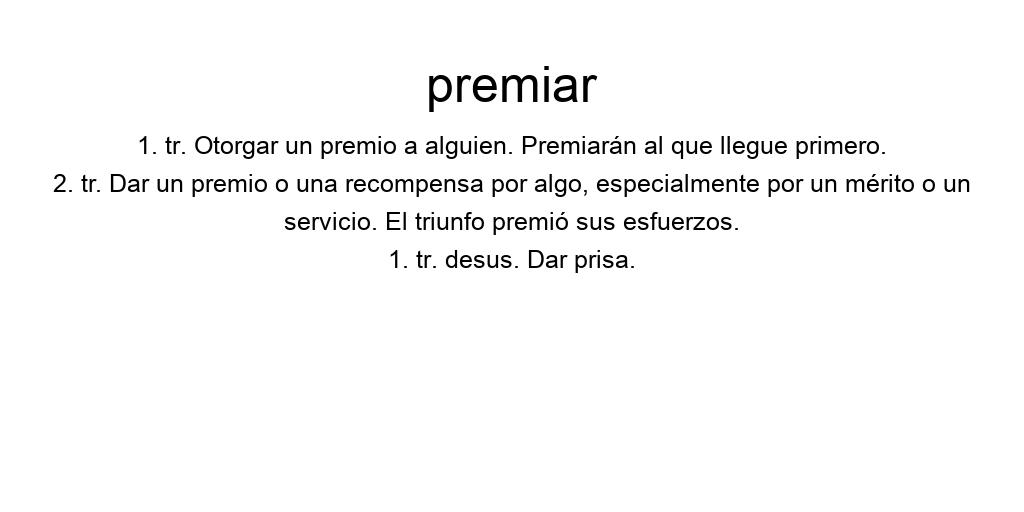 premiar
1. tr. Otorgar un premio a alguien. Premiarán al que llegue primero.
2. tr. Dar un premio o una recompensa por algo, especialmente por un mérito o un
servicio. El triunfo premió sus esfuerzos.
1. tr. desus. Dar prisa.